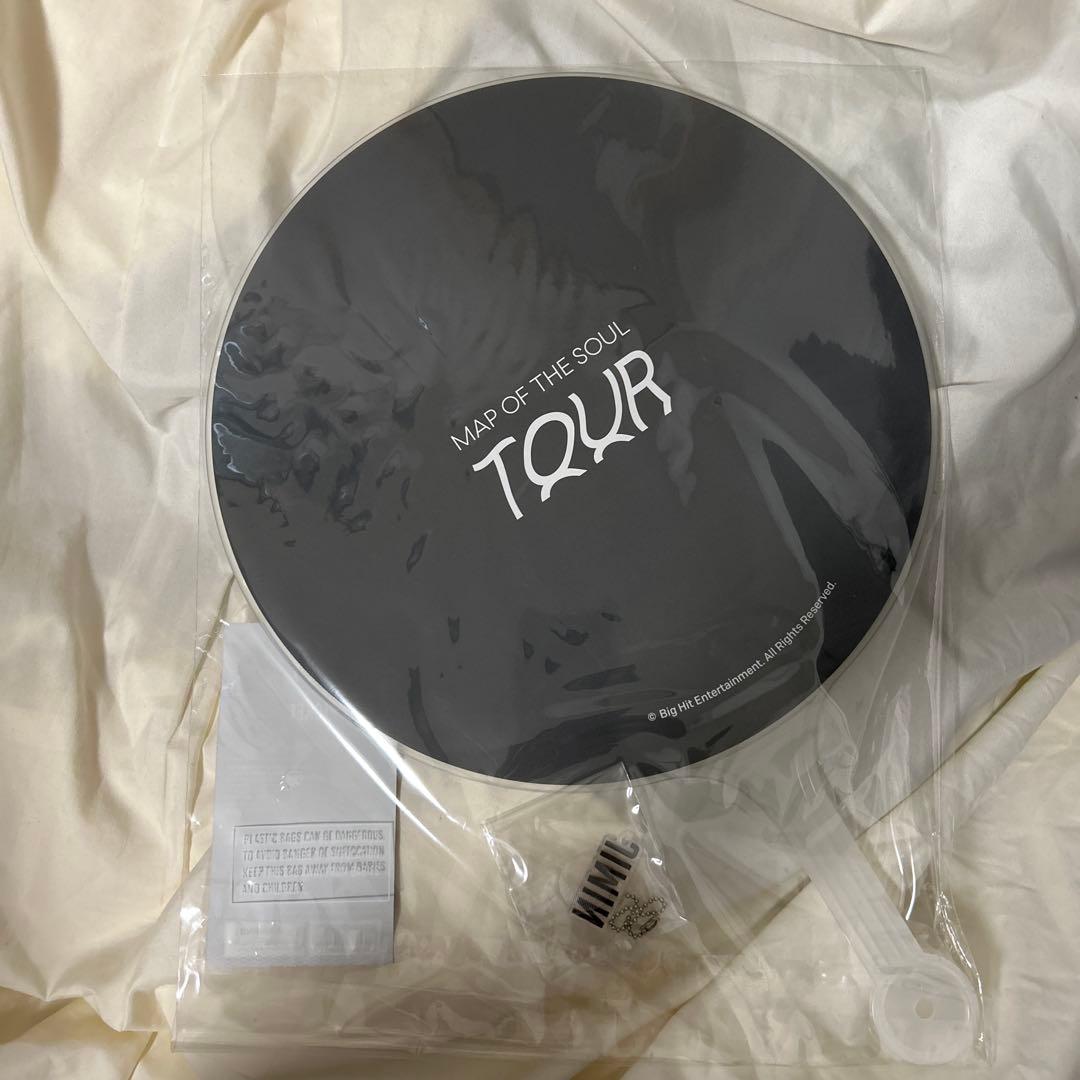 MAP OF THE SOUL
TOUR
© Big Hit Entertainment. All Rights Reserved.
PLASTIC BAGS CAN BE DANGEROUS.
TO AVOID DANGER OF SUFFOCATION
KEEP THIS BAG AWAY FROM BABIES
AND CHILDREN
JIMIN